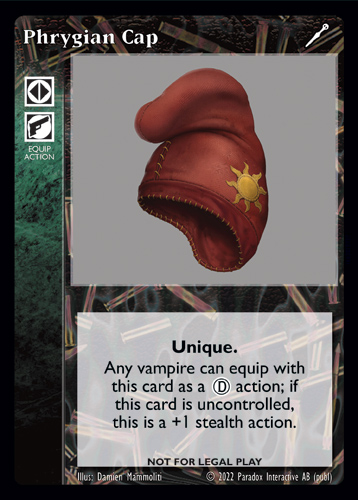 Phrygian Cap
EQUIP
ACTION
Unique.
Any vampire can equip with
this card as a Ⓓ action; if
this card is uncontrolled,
this is a +1 stealth action.
NOT FOR LEGAL PLAY
Illus: Damien Mammoliti © 2022 Paradox Interactive AB (publ)